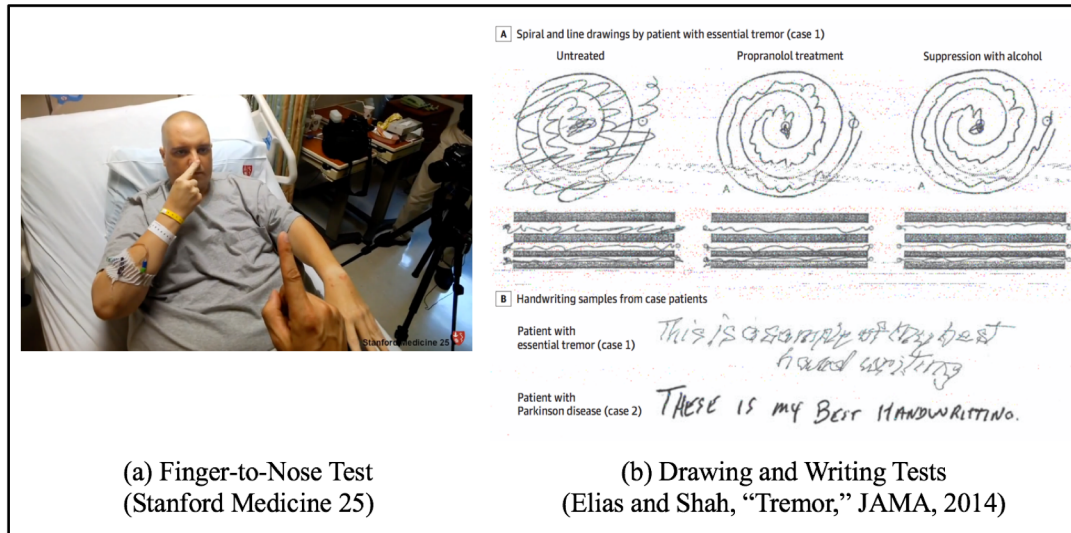 A Spiral and line drawings by patient with essential tremor (case 1)
Untreated
Propranolol treatment
Suppression with alcohol
A
A
B Handwriting samples from case patients
Patient with
essential tremor (case 1)
This is a sample of my best
hand writing
Patient with
Parkinson disease (case 2)
THESE IS MY BEST HANDWRITTING.
Stanford Medicine 25
(a) Finger-to-Nose Test
(Stanford Medicine 25)
(b) Drawing and Writing Tests
(Elias and Shah, “Tremor,” JAMA, 2014)